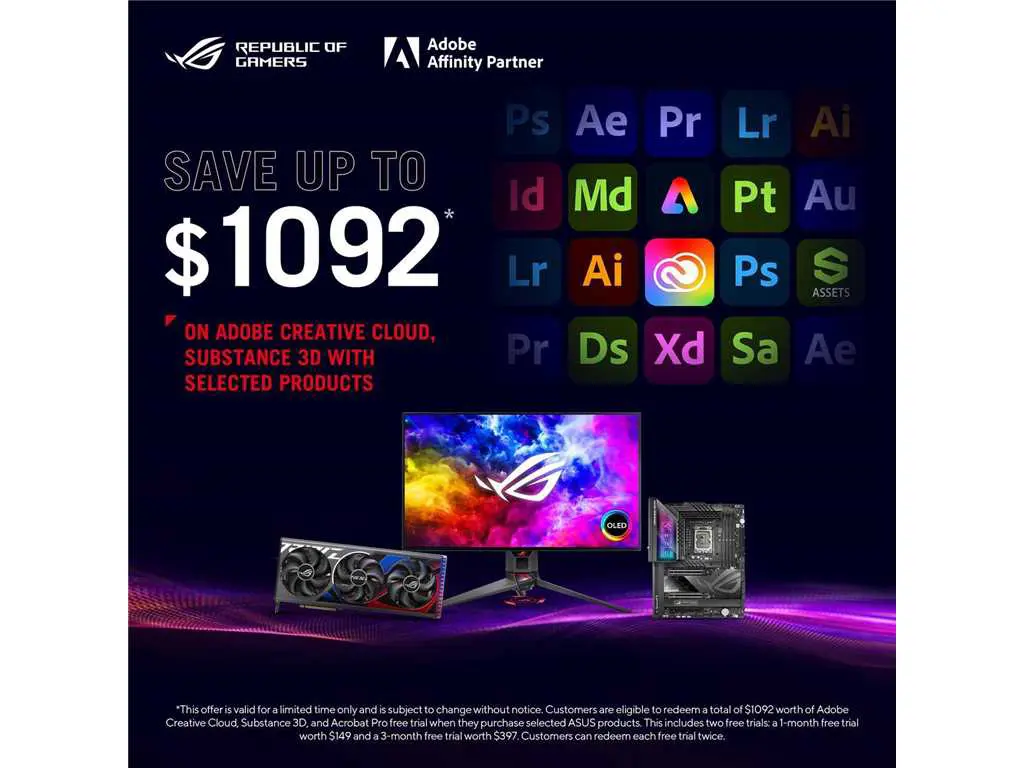 REPUBLIC OF
GAMERS
Adobe
Affinity Partner
SAVE UP TO
$1092*
ON ADOBE CREATIVE CLOUD,
SUBSTANCE 3D WITH
SELECTED PRODUCTS
Ps Ae Pr Lr Ai
Id Md Pt Au
Lr Ai Ps S
ASSETS
Pr Ds Xd Sa Ae
OLED
*This offer is valid for a limited time only and is subject to change without notice. Customers are eligible to redeem a total of $1092 worth of Adobe
Creative Cloud, Substance 3D, and Acrobat Pro free trial when they purchase selected ASUS products. This includes two free trials: a 1-month free trial
worth $149 and a 3-month free trial worth $397. Customers can redeem each free trial twice.